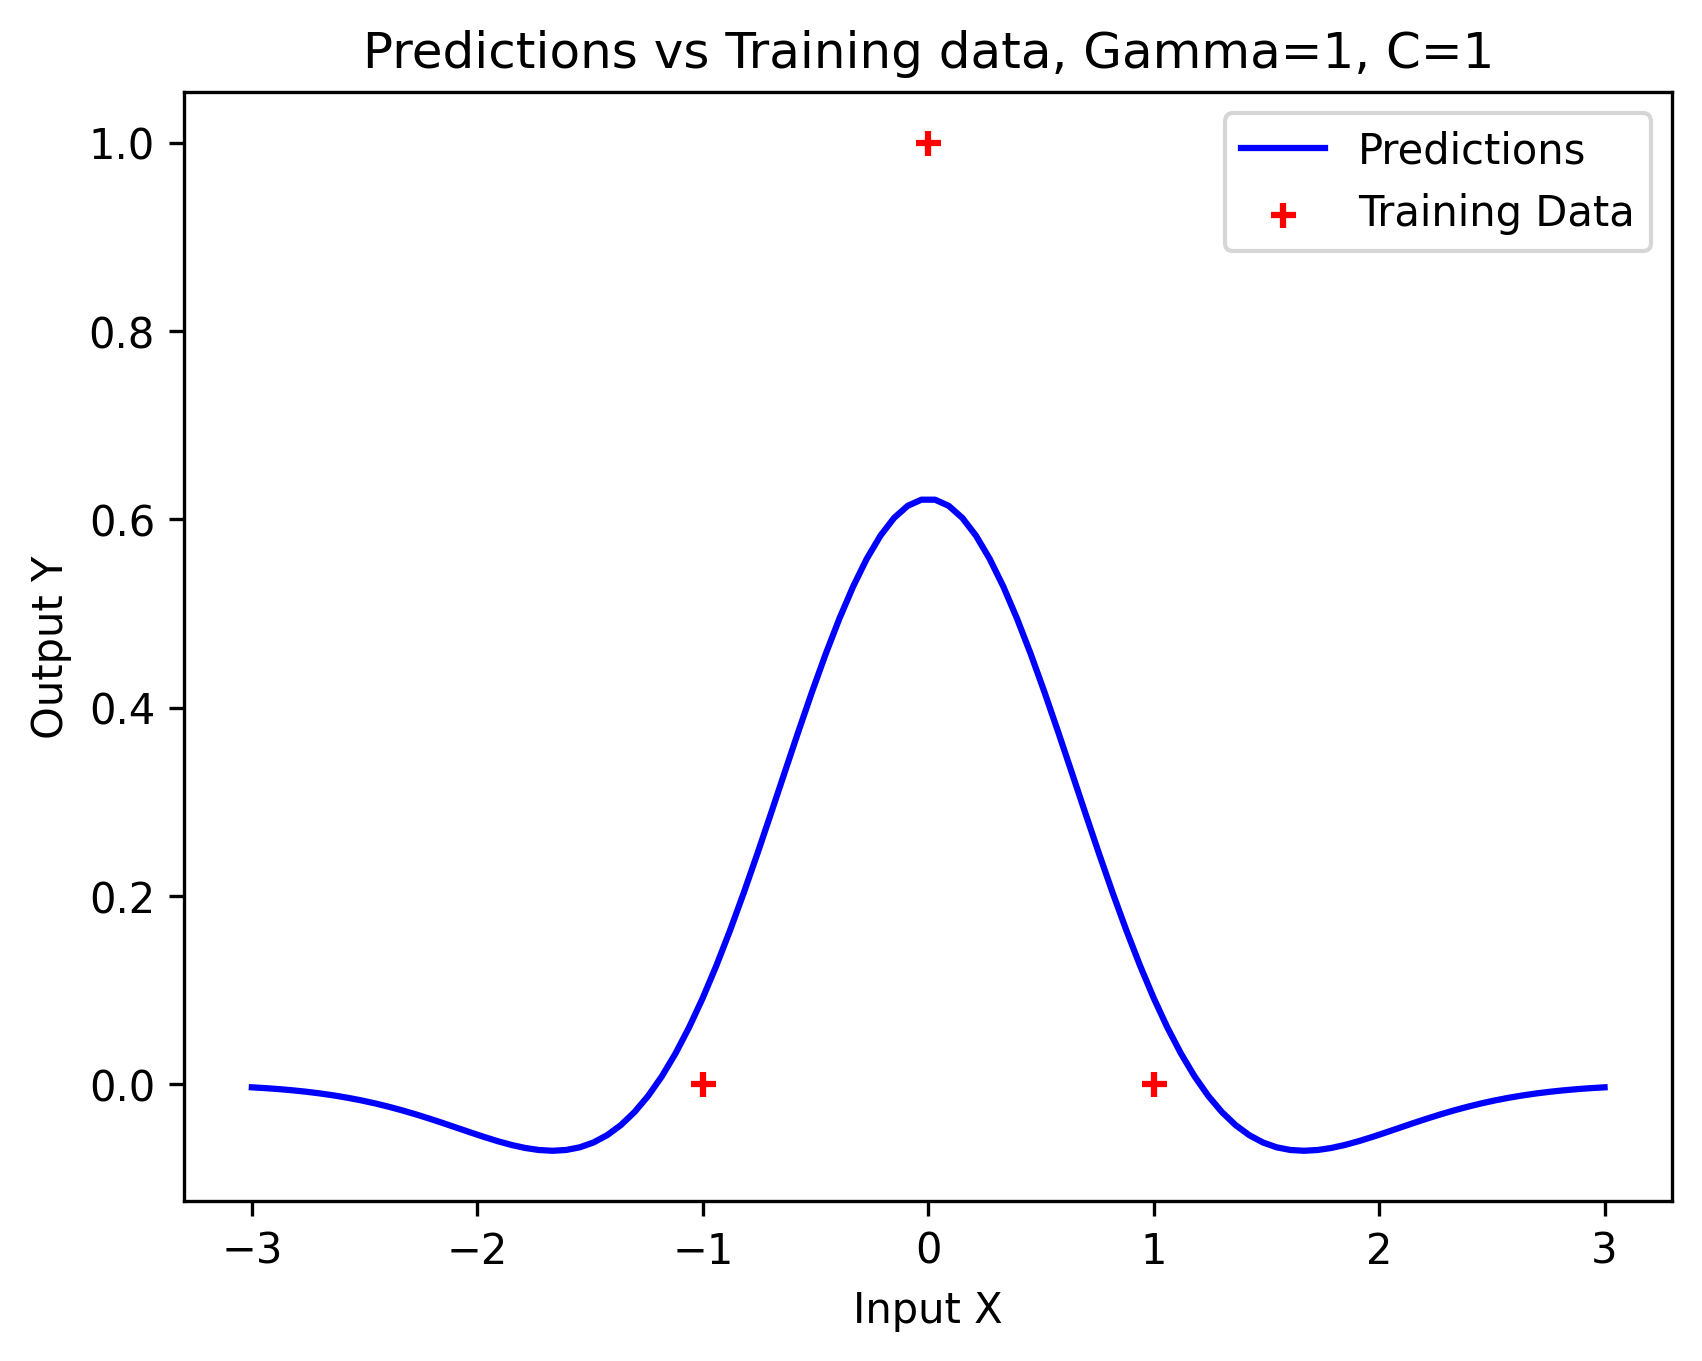 Predictions vs Training data, Gamma=1, C=1
Predictions
Training Data
1.0
0.8
0.6
0.4
0.2
0.0
Output Y
−3 −2 −1 0 1 2 3
Input X